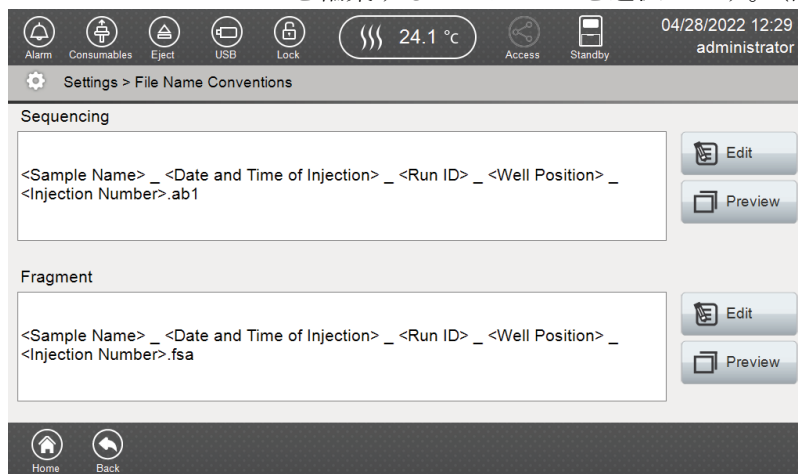 04/28/2022 12:29
24.1 ℃
administrator
Alarm Consumables Eject USB Lock Access Standby
Settings > File Name Conventions
Sequencing
<Sample Name> _ <Date and Time of Injection> _ <Run ID> _ <Well Position> _
<Injection Number>.ab1
Edit
Preview
Fragment
<Sample Name> _ <Date and Time of Injection> _ <Run ID> _ <Well Position> _
<Injection Number>.fsa
Edit
Preview
Home Back